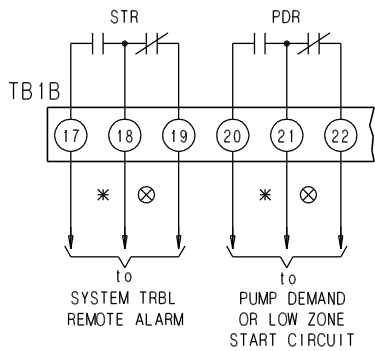 STR PDR
TB1B
17 18 19 20 21 22
to to
SYSTEM TRBL PUMP DEMAND
REMOTE ALARM OR LOW ZONE
START CIRCUIT